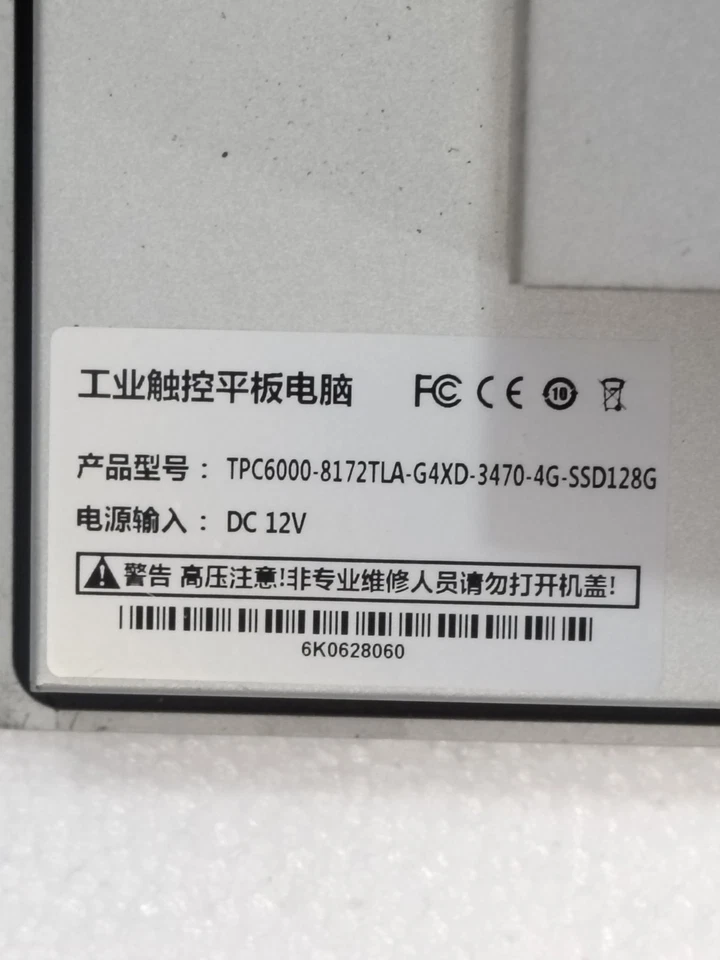 工业触控平板电脑 FC CE 10
产品型号：TPC6000-8172TLA-G4XD-3470-4G-SSD128G
电源输入：DC 12V
警告 高压注意!非专业维修人员请勿打开机盖!
6K0628060